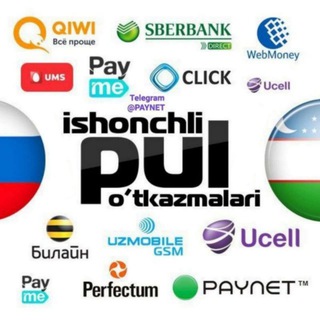 QIWI
Всё проще
SBERBANK
DIRECT
WebMoney
UMS
Pay
me
CLICK
Ucell
Telegram
@PAYNET
ishonchli
pul
o'tkazmalari
Билайн
UZMOBILE
GSM
Ucell
Pay
me
Perfectum
PAYNET™